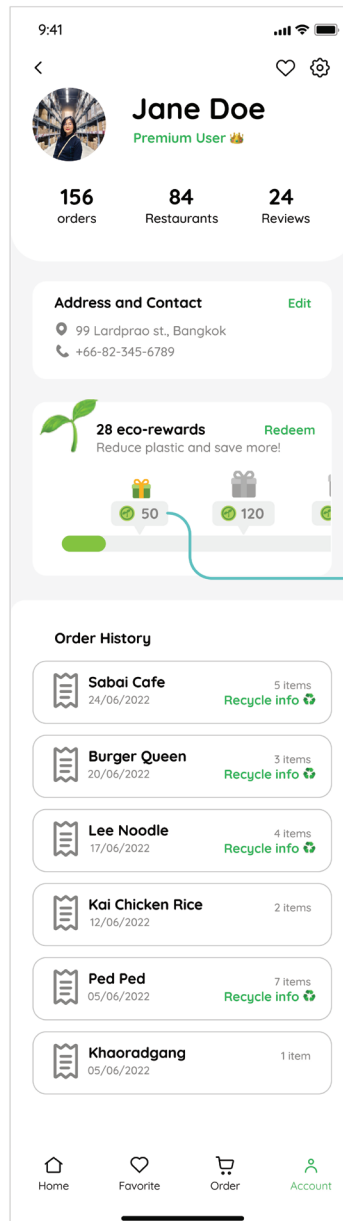 9:41
Jane Doe
Premium User 👑
156 84 24
orders Restaurants Reviews
Address and Contact Edit
99 Lardprao st., Bangkok
+66-82-345-6789
28 eco-rewards Redeem
Reduce plastic and save more!
50 120
Order History
Sabai Cafe 5 items
24/06/2022 Recycle info ♻
Burger Queen 3 items
20/06/2022 Recycle info ♻
Lee Noodle 4 items
17/06/2022 Recycle info ♻
Kai Chicken Rice 2 items
12/06/2022
Ped Ped 7 items
05/06/2022 Recycle info ♻
Khaoradgang 1 item
05/06/2022
Home Favorite Order Account